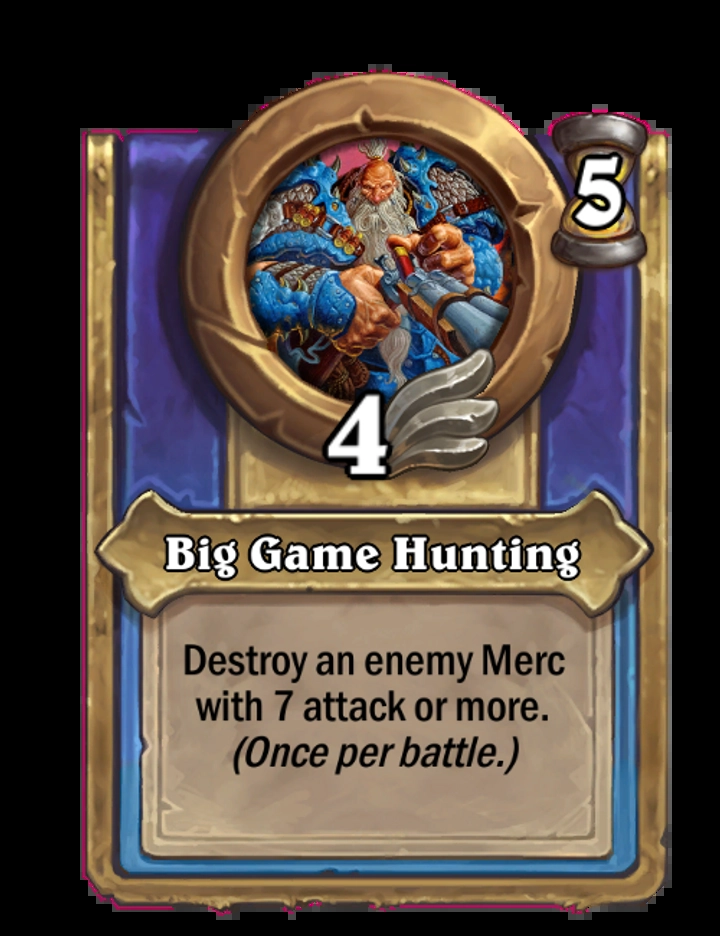 5
4
Big Game Hunting
Destroy an enemy Merc
with 7 attack or more.
(Once per battle.)